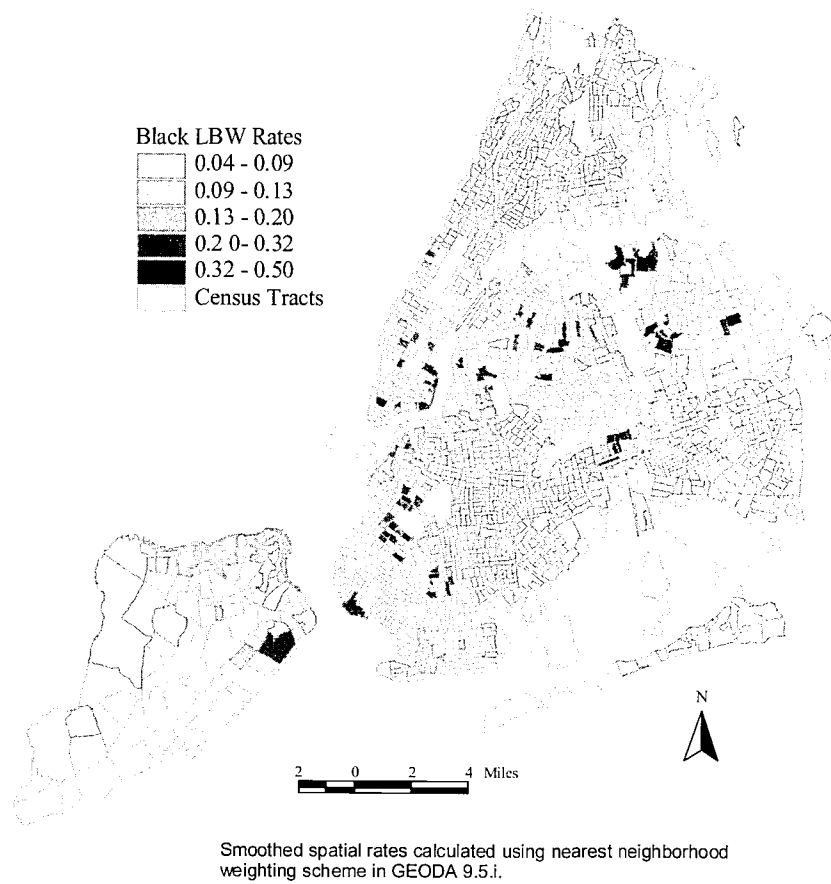 Black LBW Rates
0.04 - 0.09
0.09 - 0.13
0.13 - 0.20
0.2 0- 0.32
0.32 - 0.50
Census Tracts
N
2 0 2 4 Miles
Smoothed spatial rates calculated using nearest neighborhood
weighting scheme in GEODA 9.5.i.